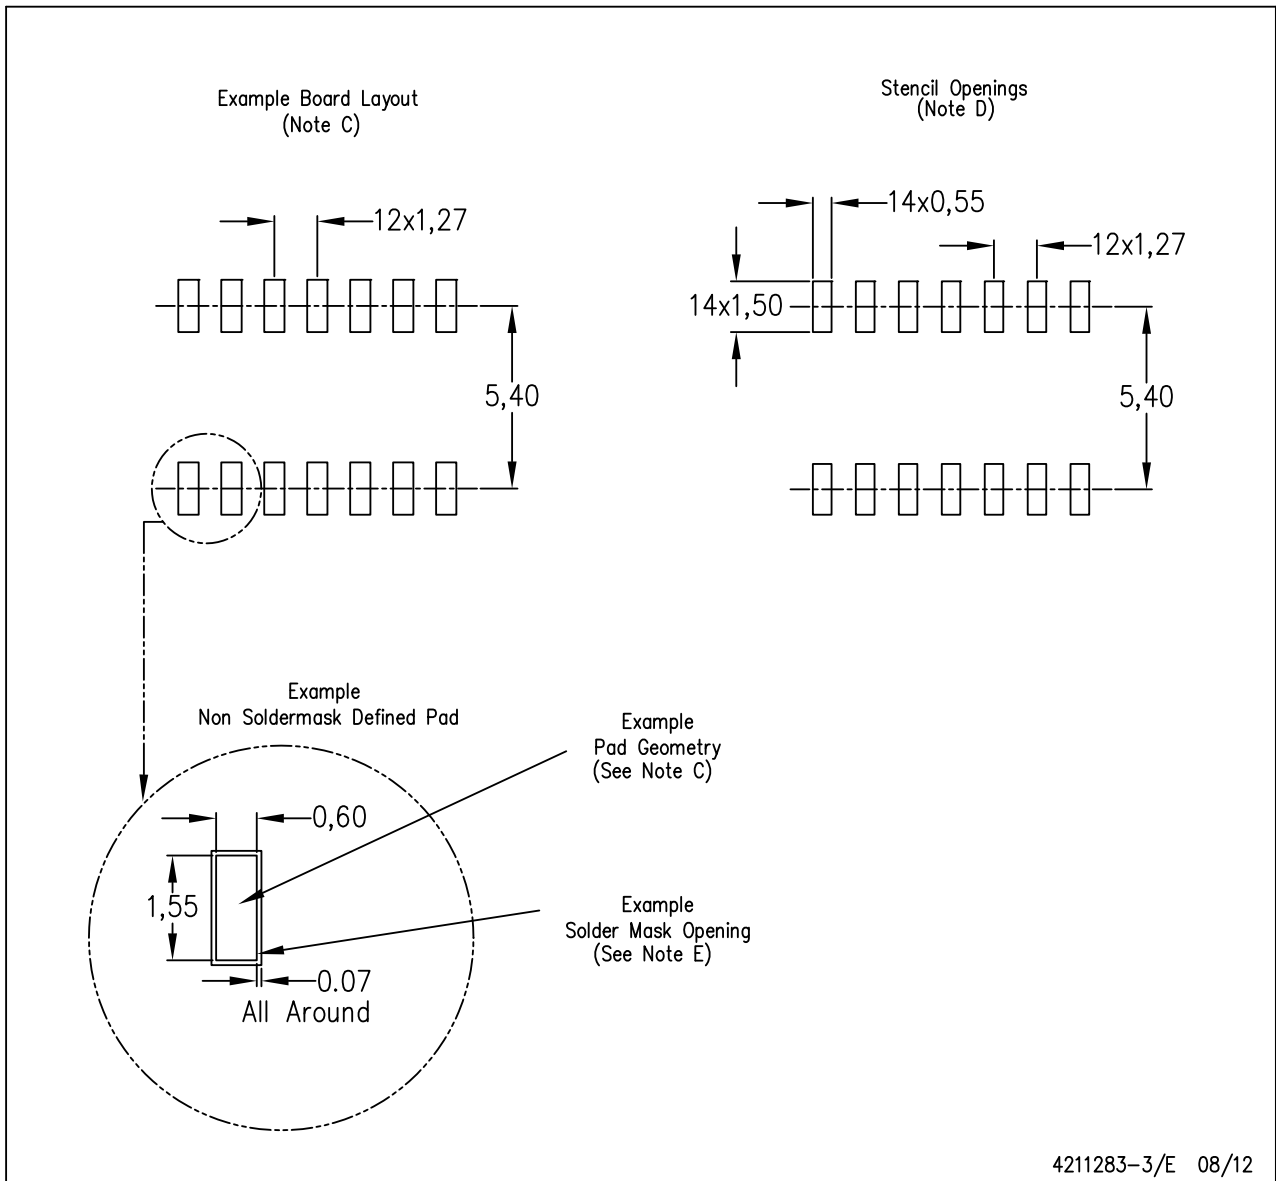 Example Board Layout
(Note C)
Stencil Openings
(Note D)
12x1,27
5,40
14x0,55
12x1,27
14x1,50
5,40
Example
Non Soldermask Defined Pad
Example
Pad Geometry
(See Note C)
0,60
1,55
Example
Solder Mask Opening
(See Note E)
0.07
All Around
4211283-3/E 08/12